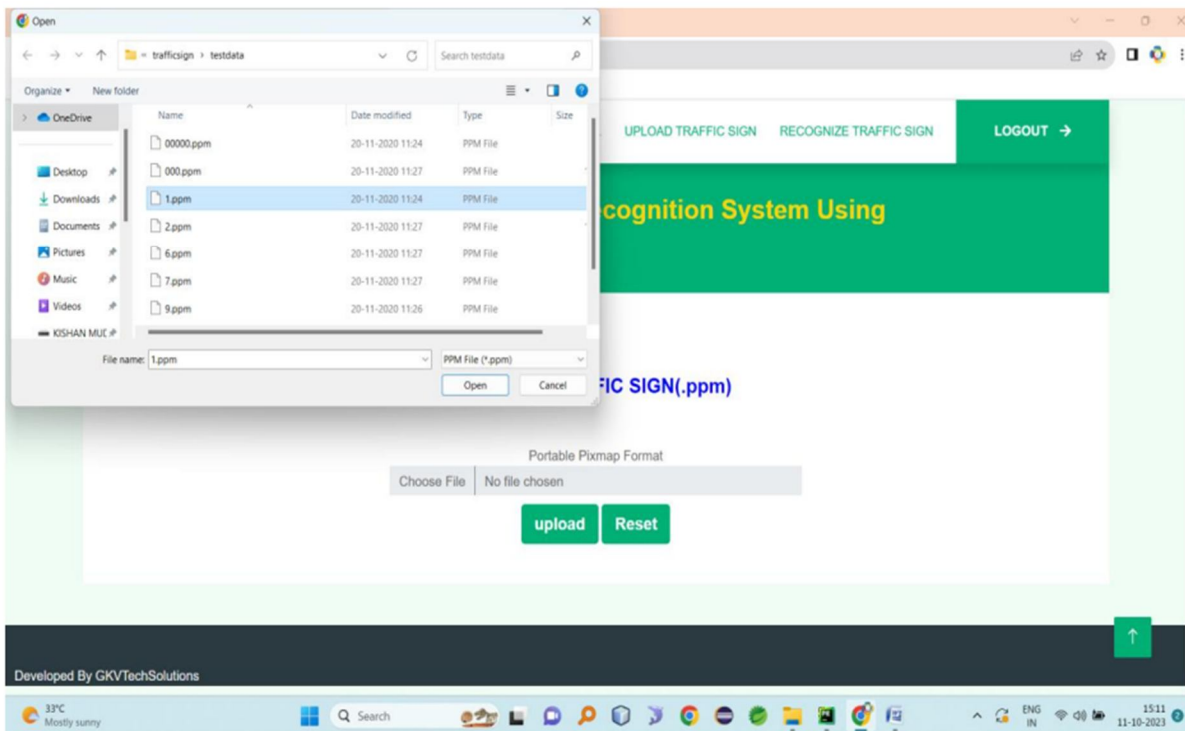 Open
trafficsign › testdata
Search testdata
Organize
New folder
OneDrive
Desktop
Downloads
Documents
Pictures
Music
Videos
KISHAN MUD
Name Date modified Type Size
00000.ppm 20-11-2020 11:24 PPM File
000.ppm 20-11-2020 11:27 PPM File
1.ppm 20-11-2020 11:24 PPM File
2.ppm 20-11-2020 11:27 PPM File
6.ppm 20-11-2020 11:27 PPM File
7.ppm 20-11-2020 11:27 PPM File
9.ppm 20-11-2020 11:26 PPM File
File name: 1.ppm PPM File (*.ppm)
Open Cancel
UPLOAD TRAFFIC SIGN RECOGNIZE TRAFFIC SIGN LOGOUT →
cognition System Using
FIC SIGN(.ppm)
Portable Pixmap Format
Choose File No file chosen
upload Reset
Developed By GKVTechSolutions
33°C
Mostly sunny
Search
ENG
IN
15:11
11-10-2023
2